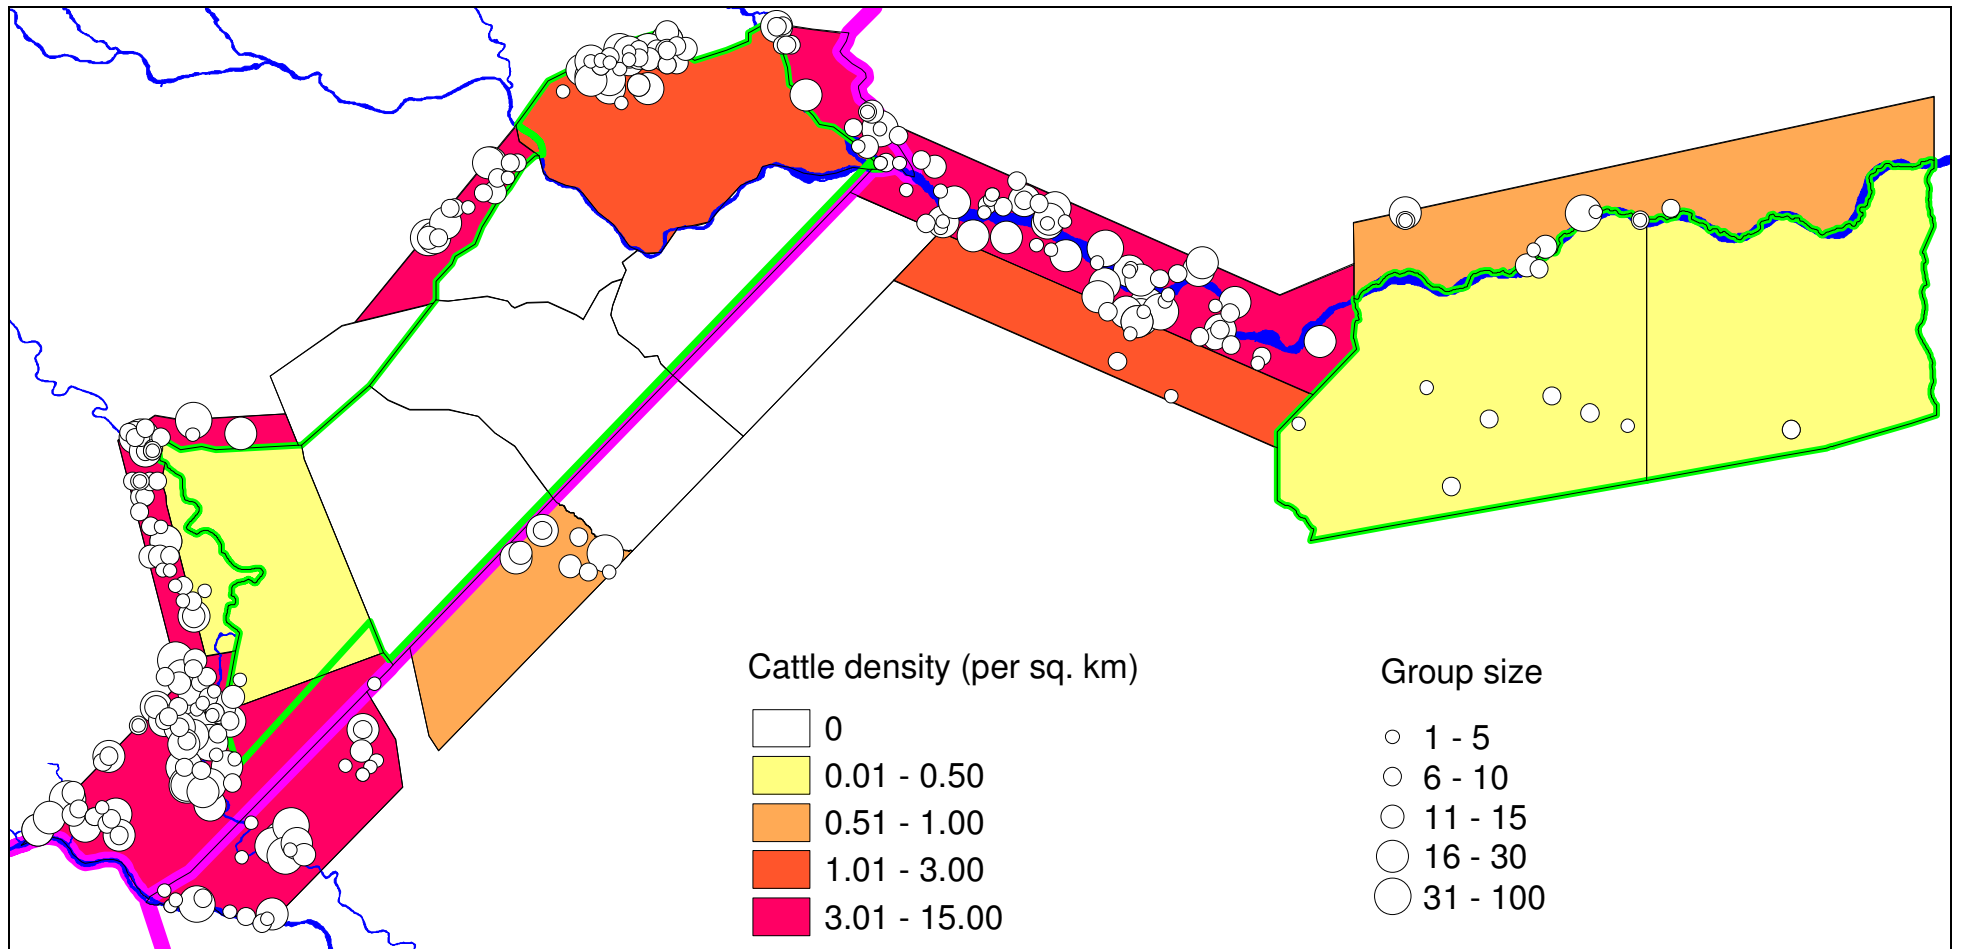 Cattle density (per sq. km)
0
0.01 - 0.50
0.51 - 1.00
1.01 - 3.00
3.01 - 15.00
Group size
1 - 5
6 - 10
11 - 15
16 - 30
31 - 100